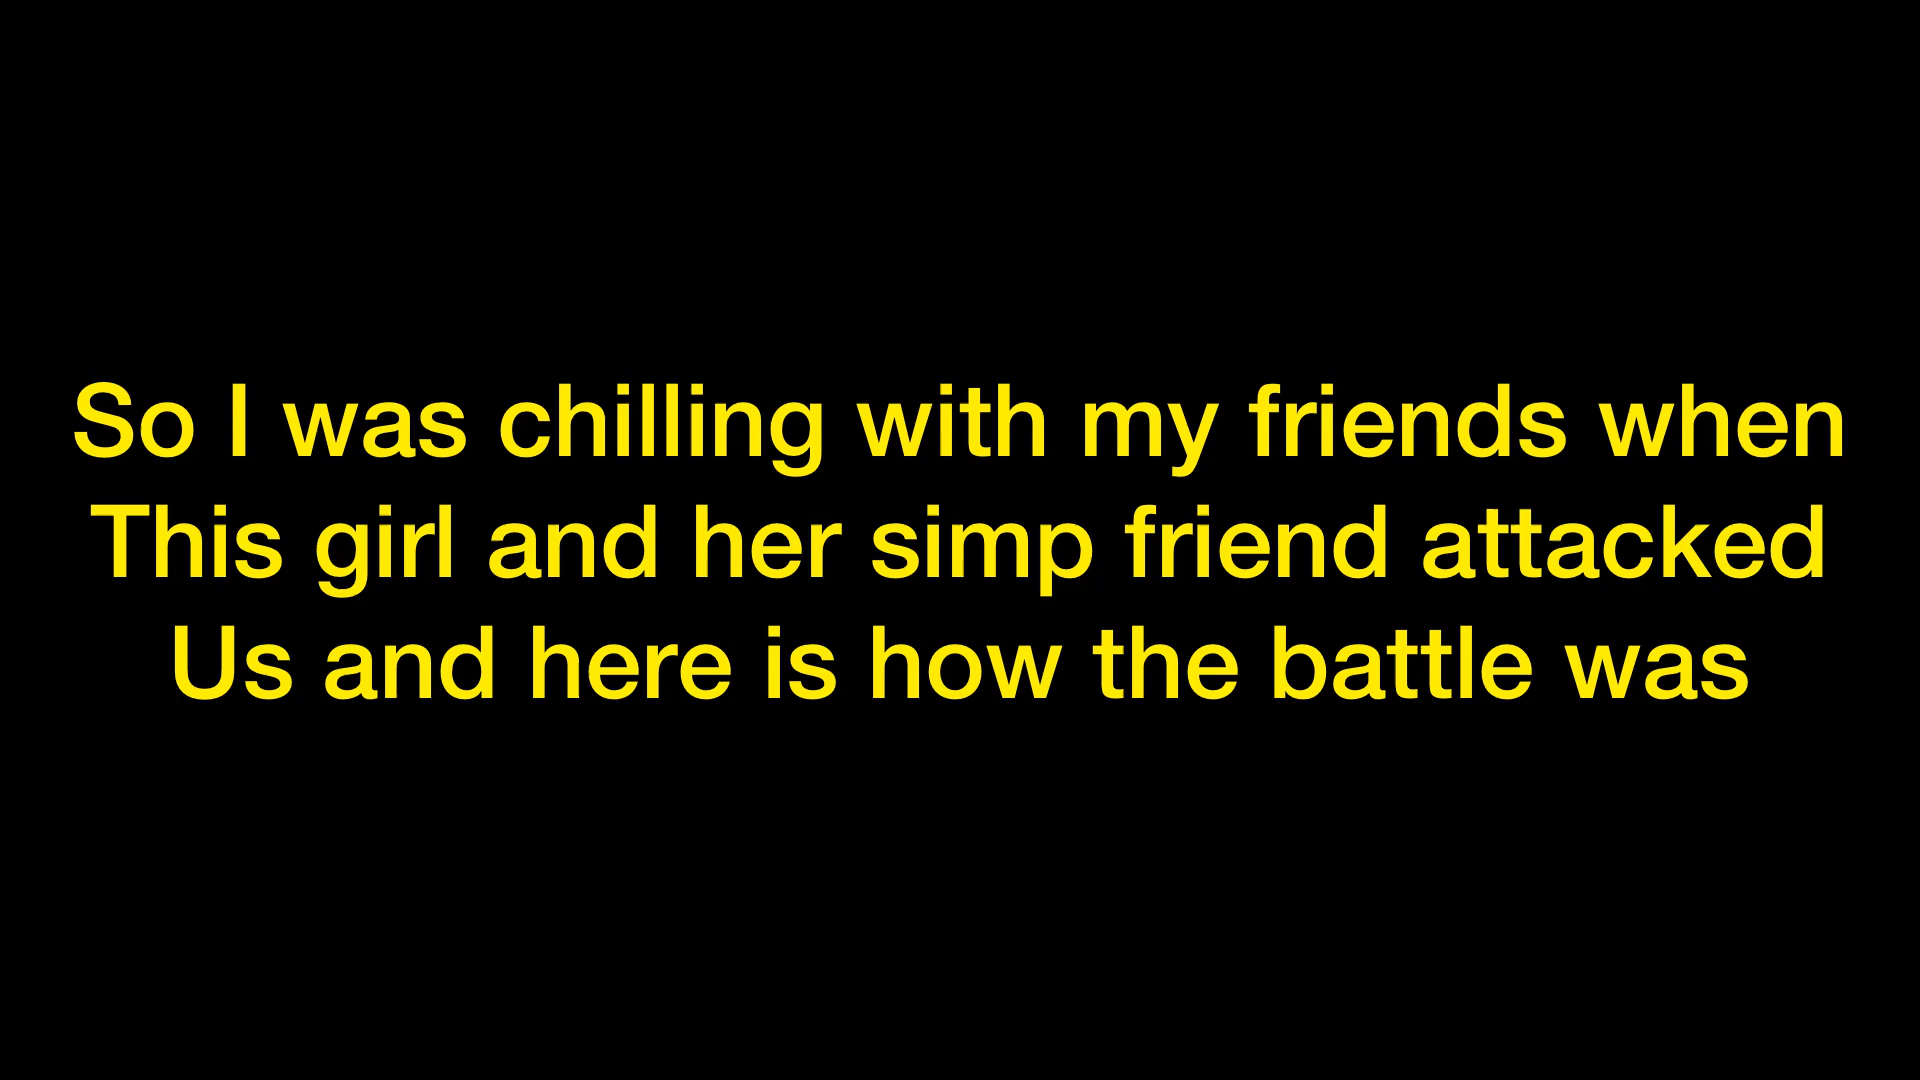 So I was chilling with my friends when
This girl and her simp friend attacked
Us and here is how the battle was